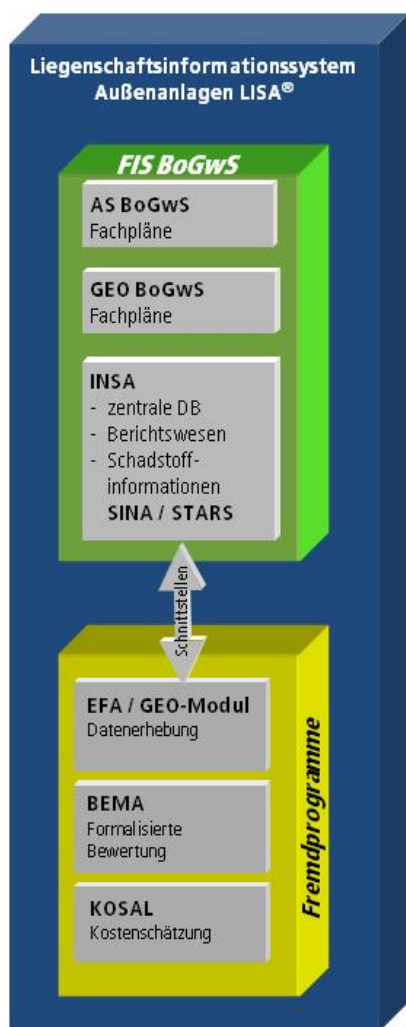 Liegenschaftsinformationssystem
Außenanlagen LISA®
FIS BoGwS
AS BoGwS
Fachpläne
GEO BoGwS
Fachpläne
INSA
- zentrale DB
- Berichtswesen
- Schadstoff-
informationen
SINA / STARS
Schnittstellen
EFA / GEO-Modul
Datenerhebung
BEMA
Formalisierte
Bewertung
KOSAL
Kostenschätzung
Fremdprogramme